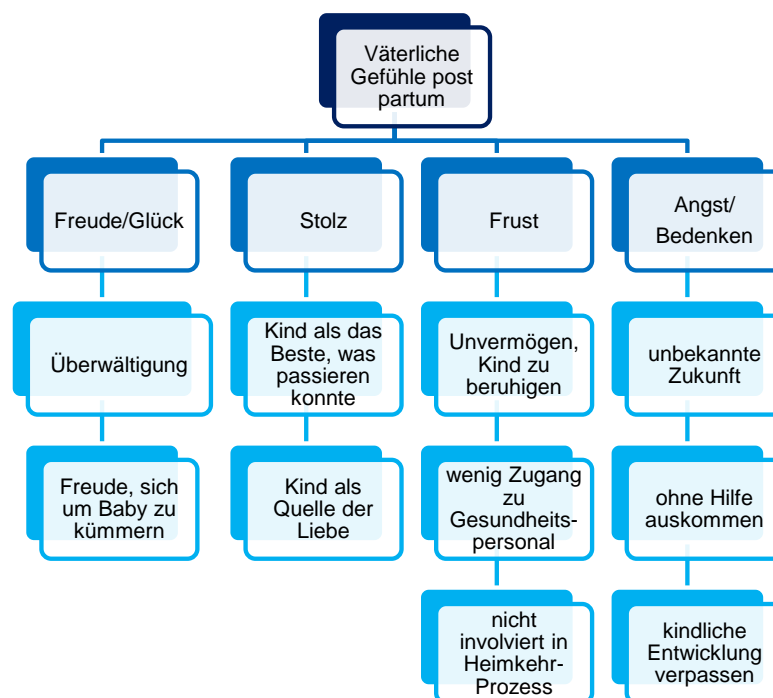 Väterliche
Gefühle post
partum
Freude/Glück
Stolz
Frust
Angst/
Bedenken
Überwältigung
Kind als das
Beste, was
passieren
konnte
Unvermögen,
Kind zu
beruhigen
unbekannte
Zukunft
Freude, sich
um Baby zu
kümmern
Kind als
Quelle der
Liebe
wenig Zugang
zu
Gesundheits-
personal
ohne Hilfe
auskommen
nicht
involviert in
Heimkehr-
Prozess
kindliche
Entwicklung
verpassen